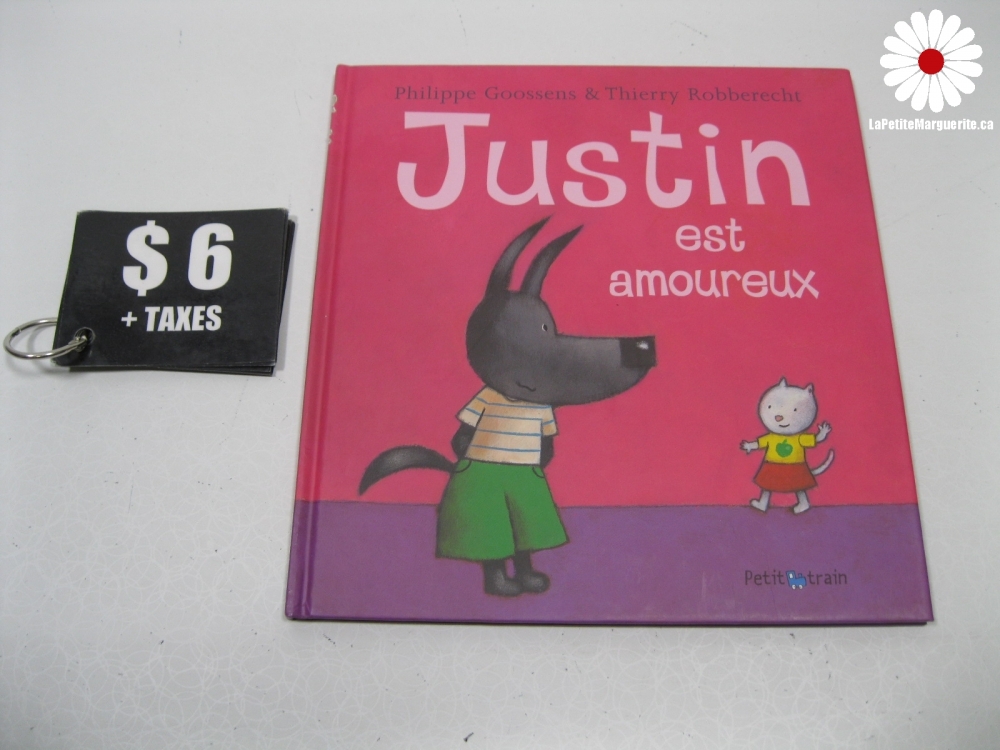 LaPetiteMarguerite.ca
Philippe Goossens & Thierry Robberecht
Justin
est
amoureux
$ 6
+ TAXES
Petit train